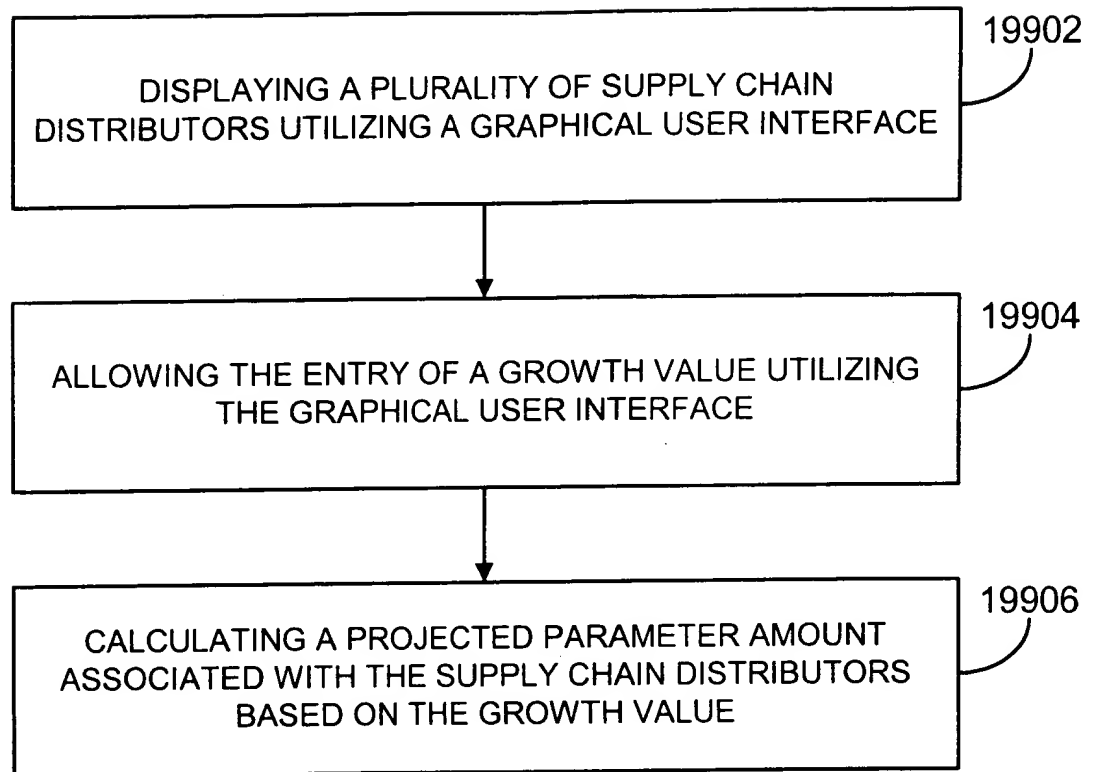 19902
DISPLAYING A PLURALITY OF SUPPLY CHAIN
DISTRIBUTORS UTILIZING A GRAPHICAL USER INTERFACE
19904
ALLOWING THE ENTRY OF A GROWTH VALUE UTILIZING
THE GRAPHICAL USER INTERFACE
19906
CALCULATING A PROJECTED PARAMETER AMOUNT
ASSOCIATED WITH THE SUPPLY CHAIN DISTRIBUTORS
BASED ON THE GROWTH VALUE